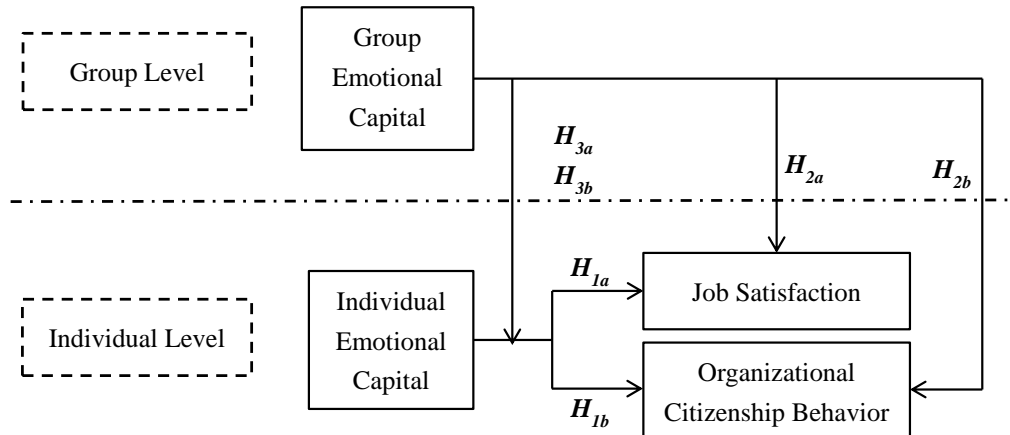 Group Level
Group
Emotional
Capital
H3a
H3b
H2a
H2b
Individual Level
Individual
Emotional
Capital
H1a
H1b
Job Satisfaction
Organizational
Citizenship Behavior